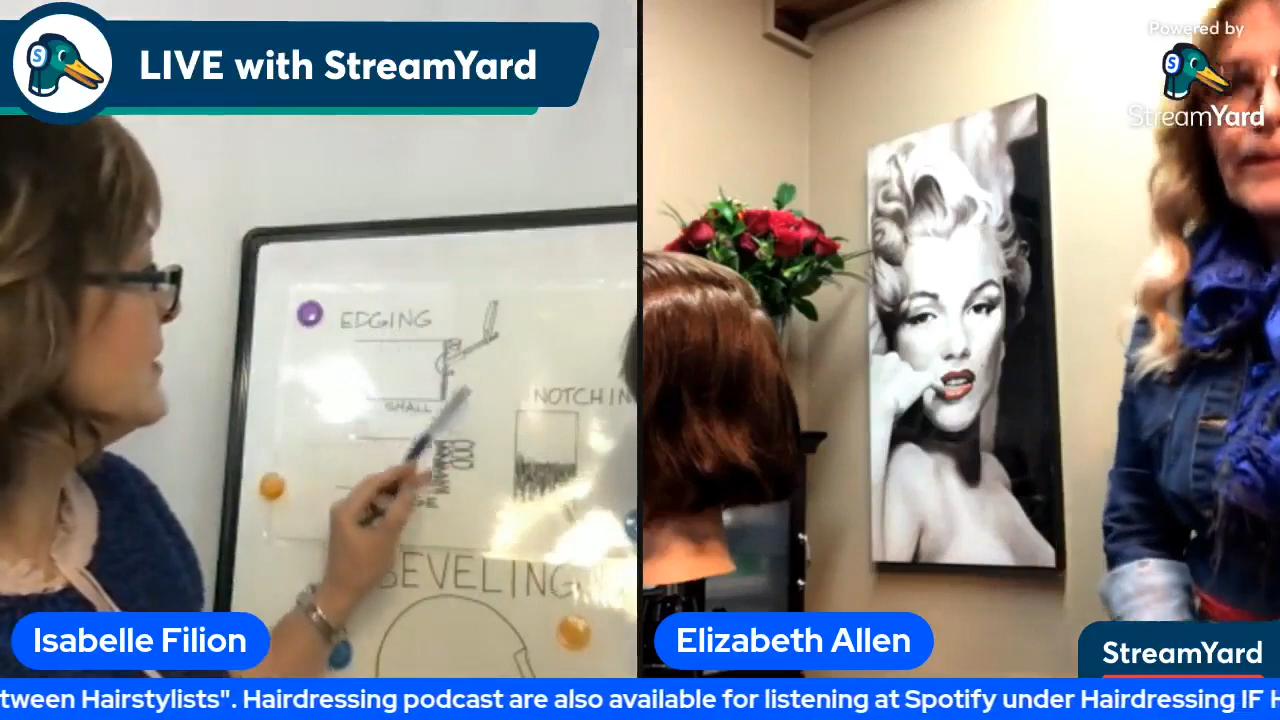 S
LIVE with StreamYard
Powered by
S
StreamYard
EDGING
SMALL
NOTCHIN
BEVELING
Isabelle Filion
Elizabeth Allen
StreamYard
tween Hairstylists". Hairdressing podcast are also available for listening at Spotify under Hairdressing IF H